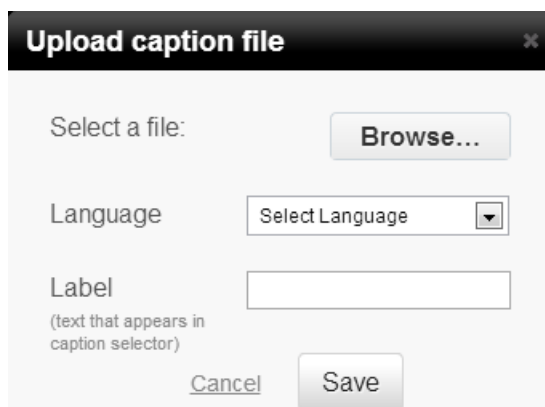 Upload caption file
Select a file:
Browse...
Language
Select Language
Label
(text that appears in
caption selector)
Cancel
Save